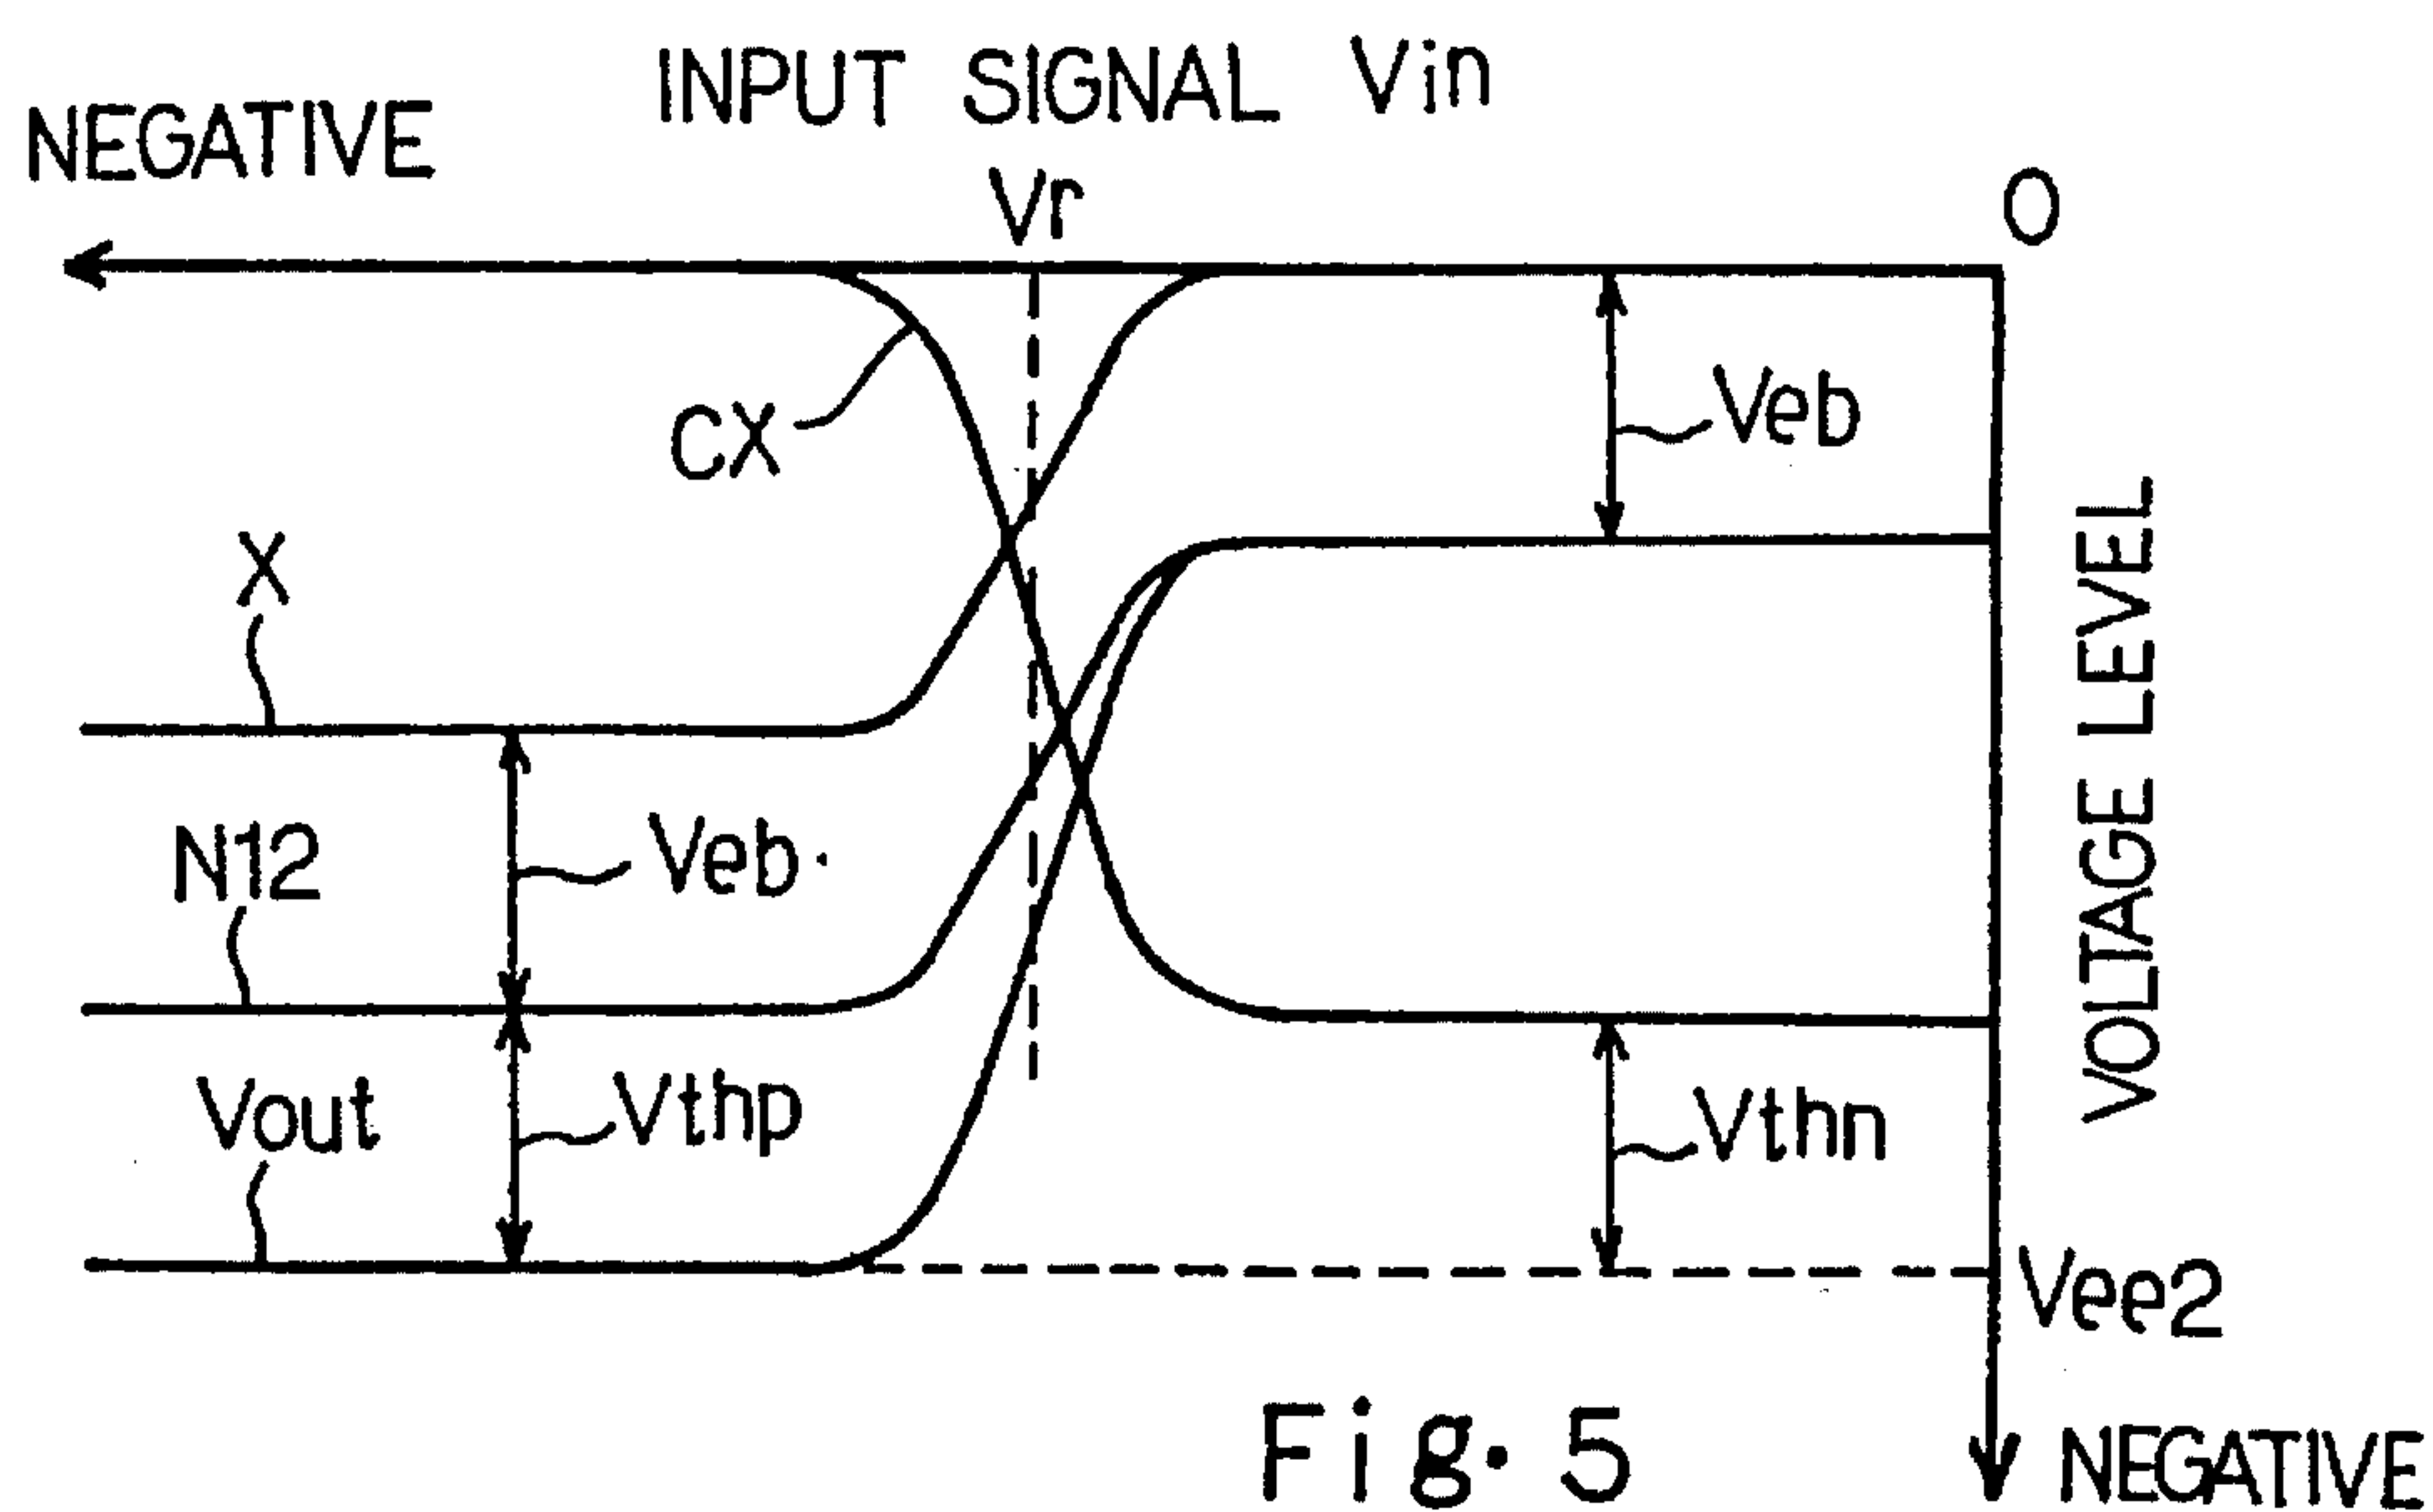 INPUT SIGNAL Vin
NEGATIVE
Vr
0
CX
Veb
X
N12
Veb
Vout
Vthp
Vthn
VOLTAGE LEVEL
Vee2
Fig. 5
NEGATIVE